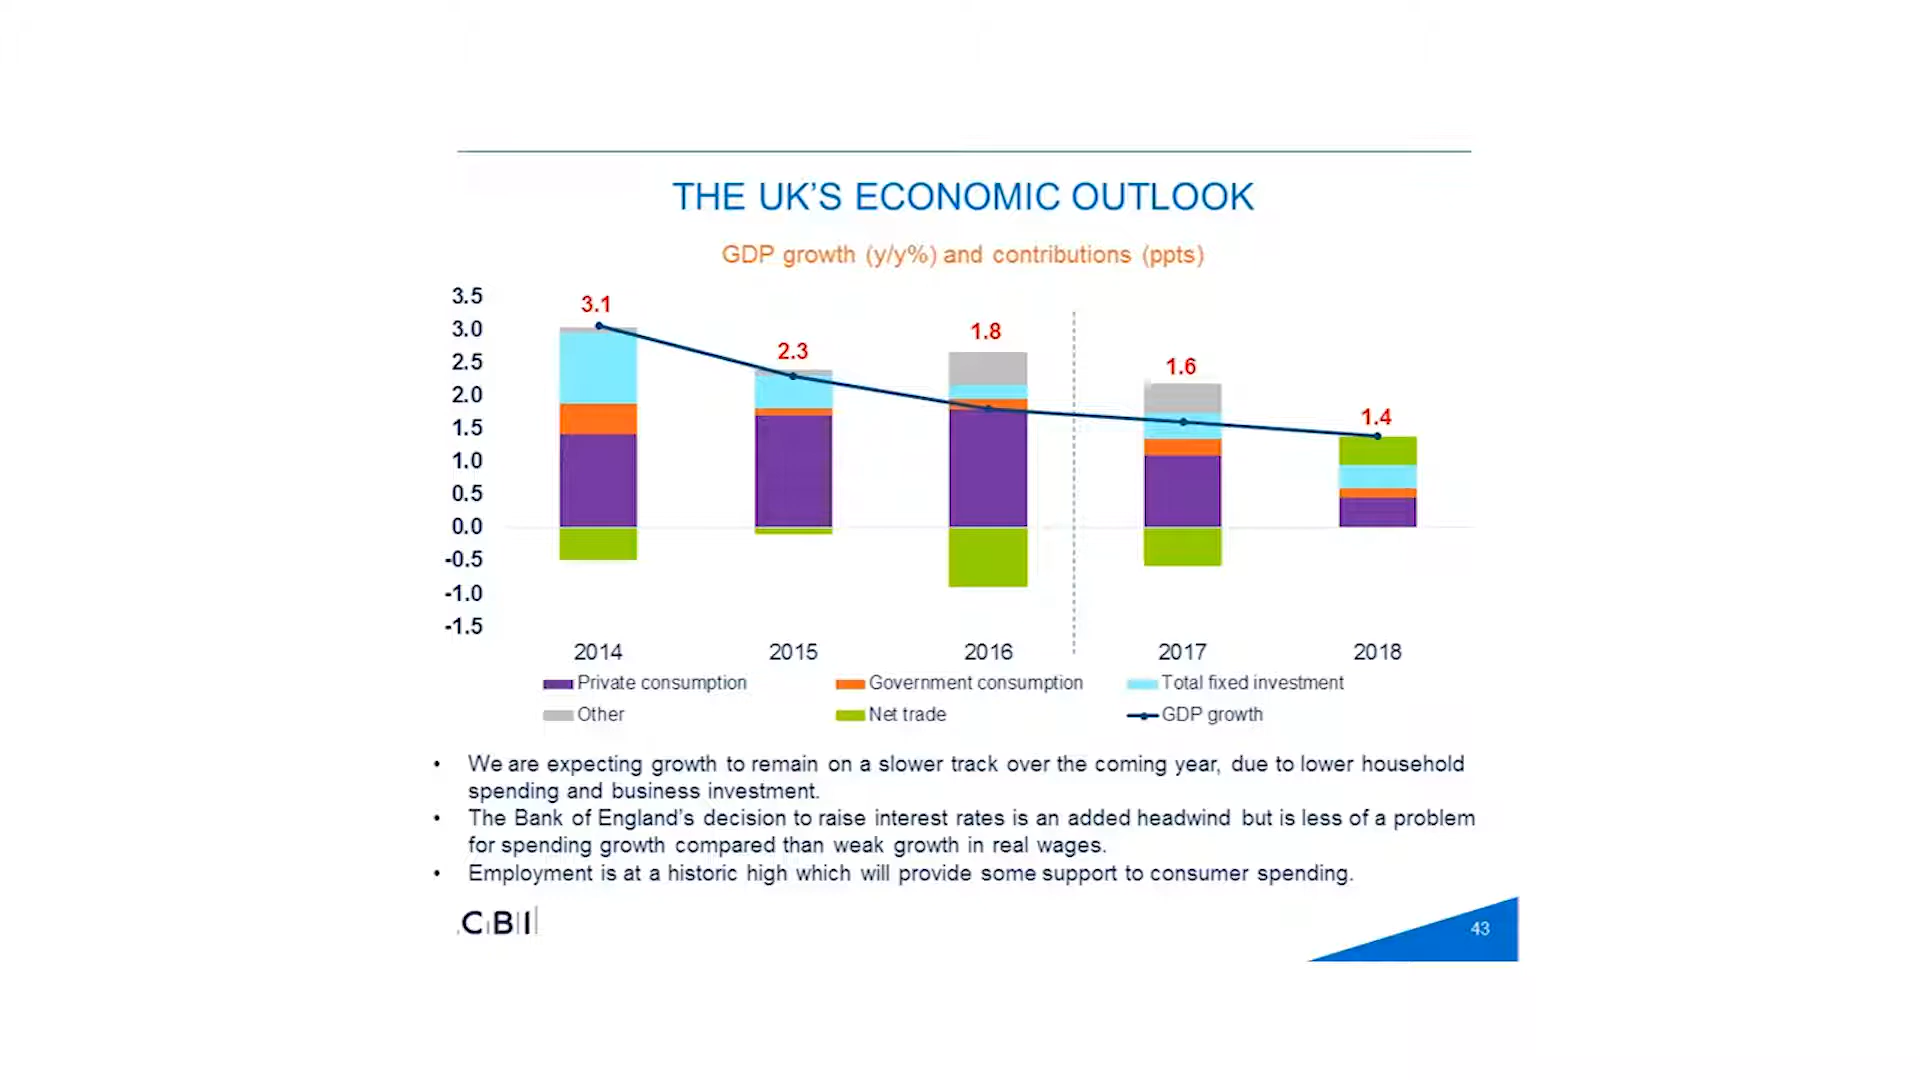 THE UK'S ECONOMIC OUTLOOK
GDP growth (y/y%) and contributions (ppts)
3.5
3.0
2.5
2.0
1.5
1.0
0.5
0.0
-0.5
-1.0
-1.5
3.1
2.3
1.8
1.6
1.4
2014 2015 2016 2017 2018
Private consumption Government consumption Total fixed investment
Other Net trade GDP growth
• We are expecting growth to remain on a slower track over the coming year, due to lower household
spending and business investment.
• The Bank of England's decision to raise interest rates is an added headwind but is less of a problem
for spending growth compared than weak growth in real wages.
• Employment is at a historic high which will provide some support to consumer spending.
CBI
43